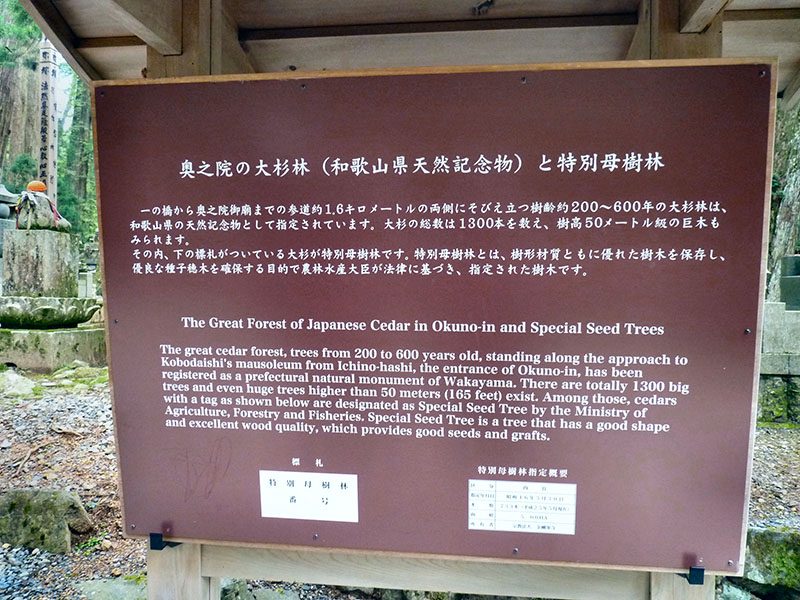 奥之院の大杉林（和歌山県天然記念物）と特別母樹林
一の橋から奥之院御廟までの参道約1.6キロメートルの両側にそびえ立つ樹齢約200〜600年の大杉林は、
和歌山県の天然記念物として指定されています。大杉の総数は1300本を数え、樹高50メートル級の巨木も
みられます。
その内、下の標札がついている大杉が特別母樹林です。特別母樹林とは、樹形材質ともに優れた樹木を保存し、
優良な種子穂木を確保する目的で農林水産大臣が法律に基づき、指定された樹木です。
The Great Forest of Japanese Cedar in Okuno-in and Special Seed Trees
The great cedar forest, trees from 200 to 600 years old, standing along the approach to
Kobodaishi's mausoleum from Ichino-hashi, the entrance of Okuno-in, has been
registered as a prefectural natural monument of Wakayama. There are totally 1300 big
trees and even huge trees higher than 50 meters (165 feet) exist. Among those, cedars
with a tag as shown below are designated as Special Seed Tree by the Ministry of
Agriculture, Forestry and Fisheries. Special Seed Tree is a tree that has a good shape
and excellent wood quality, which provides good seeds and grafts.
標札
特別母樹林
番号
特別母樹林指定概要